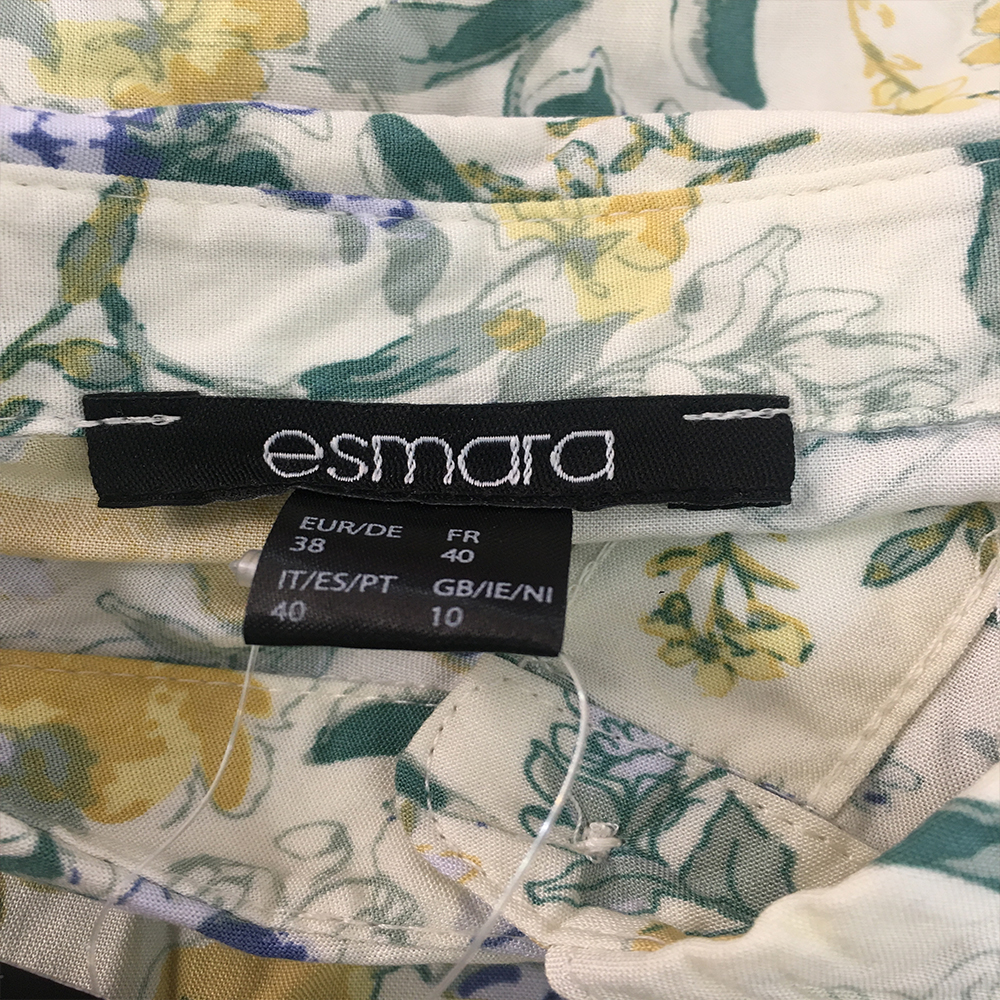 esmara
EUR/DE FR
38 40
IT/ES/PT GB/IE/NI
40 10